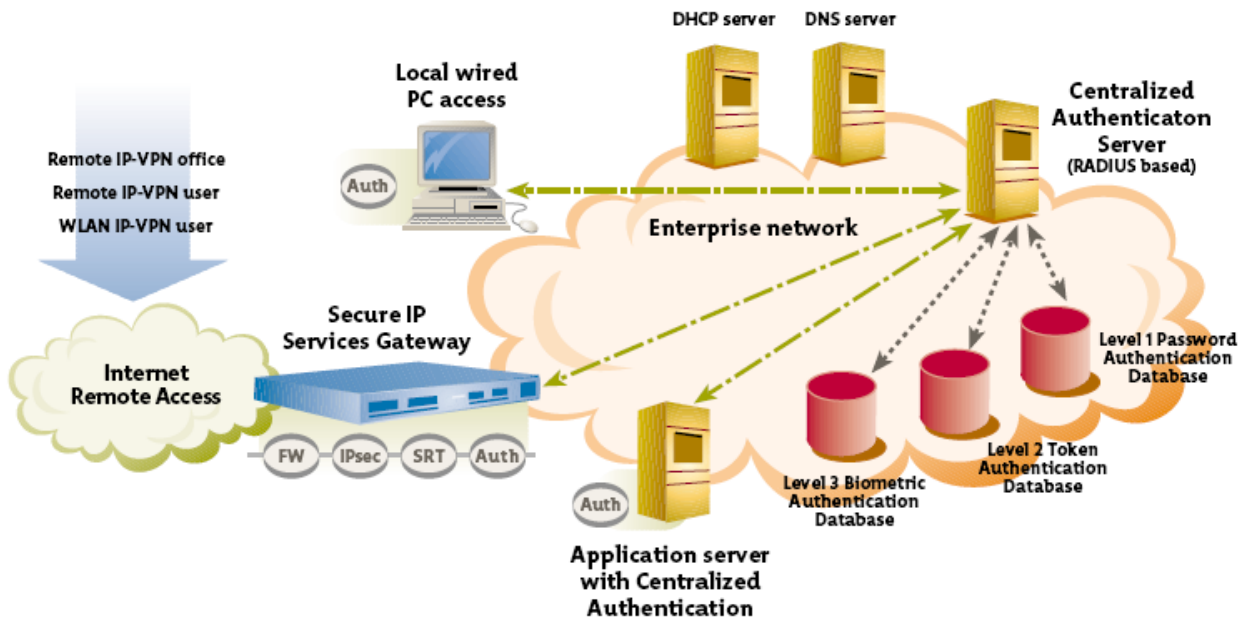 DHCP server
DNS server
Local wired
PC access
Centralized
Authenticaton
Server
(RADIUS based)
Remote IP-VPN office
Remote IP-VPN user
WLAN IP-VPN user
Auth
Enterprise network
Secure IP
Services Gateway
Internet
Remote Access
Level 1 Password
Authentication
Database
FW
IPsec
SRT
Auth
Level 2 Token
Authentication
Database
Level 3 Biometric
Authentication
Database
Auth
Application server
with Centralized
Authentication